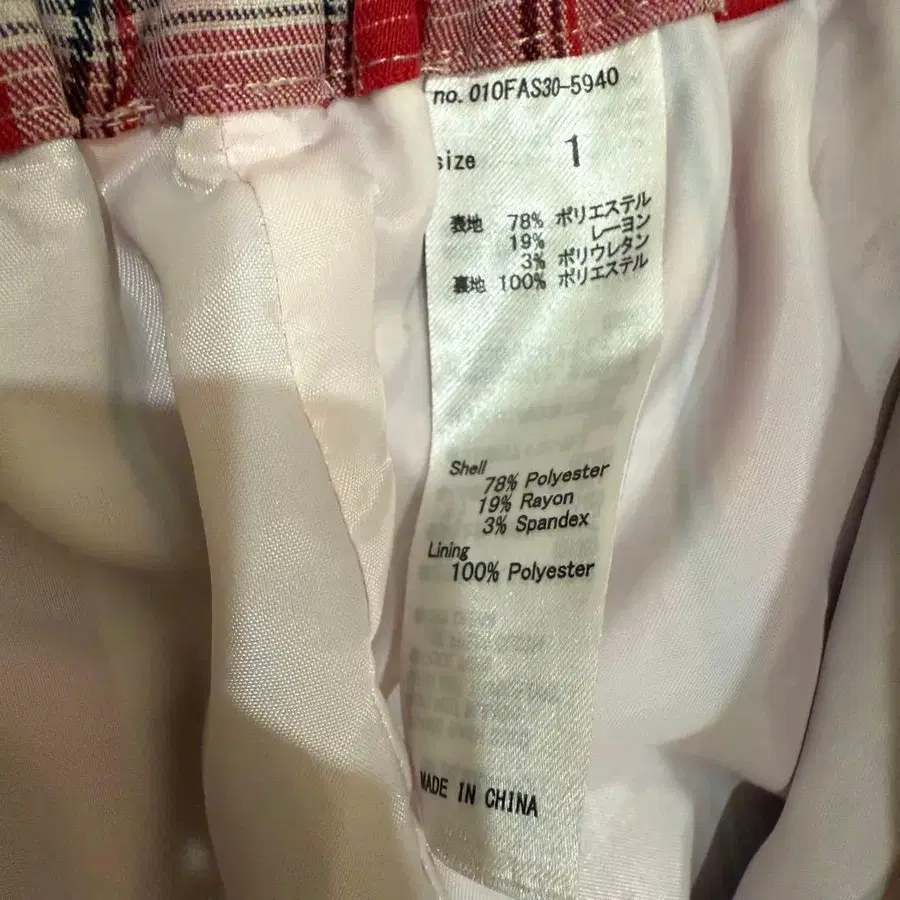 no. 010FAS30-5940
size 1
表地 78% ポリエステル
19% レーヨン
3% ポリウレタン
裏地 100% ポリエステル
Shell
78% Polyester
19% Rayon
3% Spandex
Lining
100% Polyester
MADE IN CHINA